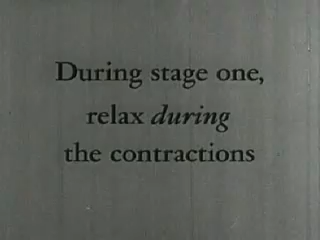 During stage one,
relax during
the contractions